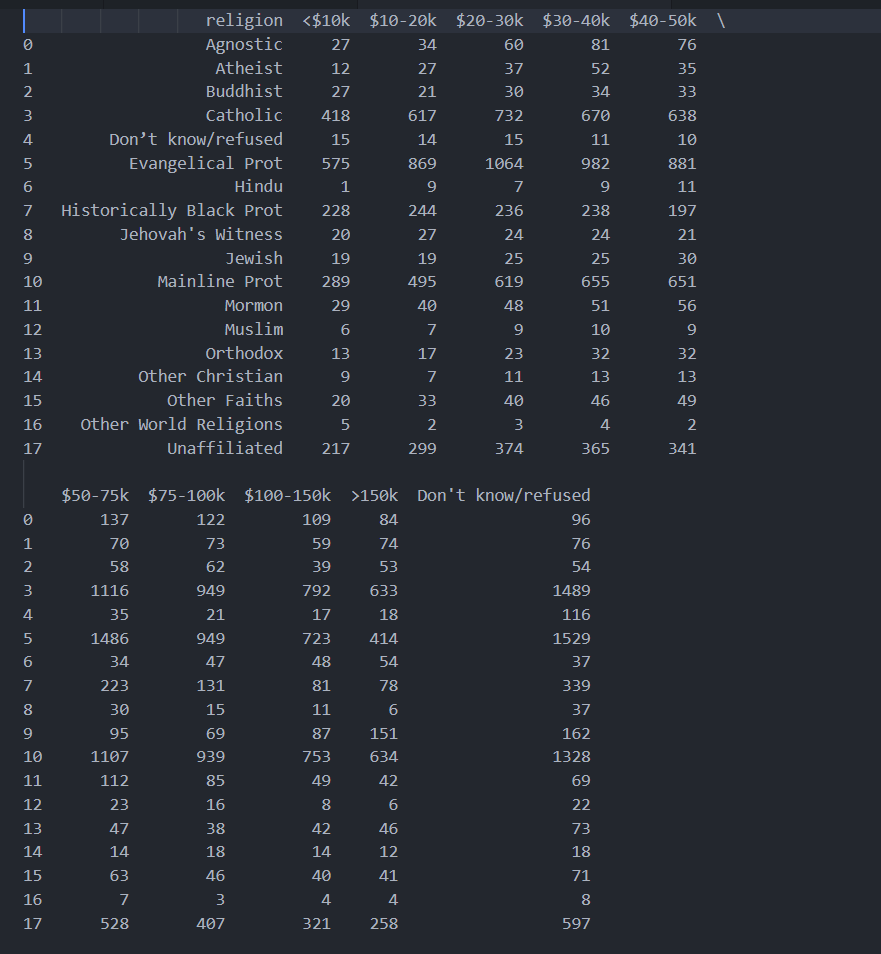 religion <$10k $10-20k $20-30k $30-40k $40-50k \
0 Agnostic 27 34 60 81 76
1 Atheist 12 27 37 52 35
2 Buddhist 27 21 30 34 33
3 Catholic 418 617 732 670 638
4 Don’t know/refused 15 14 15 11 10
5 Evangelical Prot 575 869 1064 982 881
6 Hindu 1 9 7 9 11
7 Historically Black Prot 228 244 236 238 197
8 Jehovah's Witness 20 27 24 24 21
9 Jewish 19 19 25 25 30
10 Mainline Prot 289 495 619 655 651
11 Mormon 29 40 48 51 56
12 Muslim 6 7 9 10 9
13 Orthodox 13 17 23 32 32
14 Other Christian 9 7 11 13 13
15 Other Faiths 20 33 40 46 49
16 Other World Religions 5 2 3 4 2
17 Unaffiliated 217 299 374 365 341
$50-75k $75-100k $100-150k >150k Don't know/refused
0 137 122 109 84 96
1 70 73 59 74 76
2 58 62 39 53 54
3 1116 949 792 633 1489
4 35 21 17 18 116
5 1486 949 723 414 1529
6 34 47 48 54 37
7 223 131 81 78 339
8 30 15 11 6 37
9 95 69 87 151 162
10 1107 939 753 634 1328
11 112 85 49 42 69
12 23 16 8 6 22
13 47 38 42 46 73
14 14 18 14 12 18
15 63 46 40 41 71
16 7 3 4 4 8
17 528 407 321 258 597